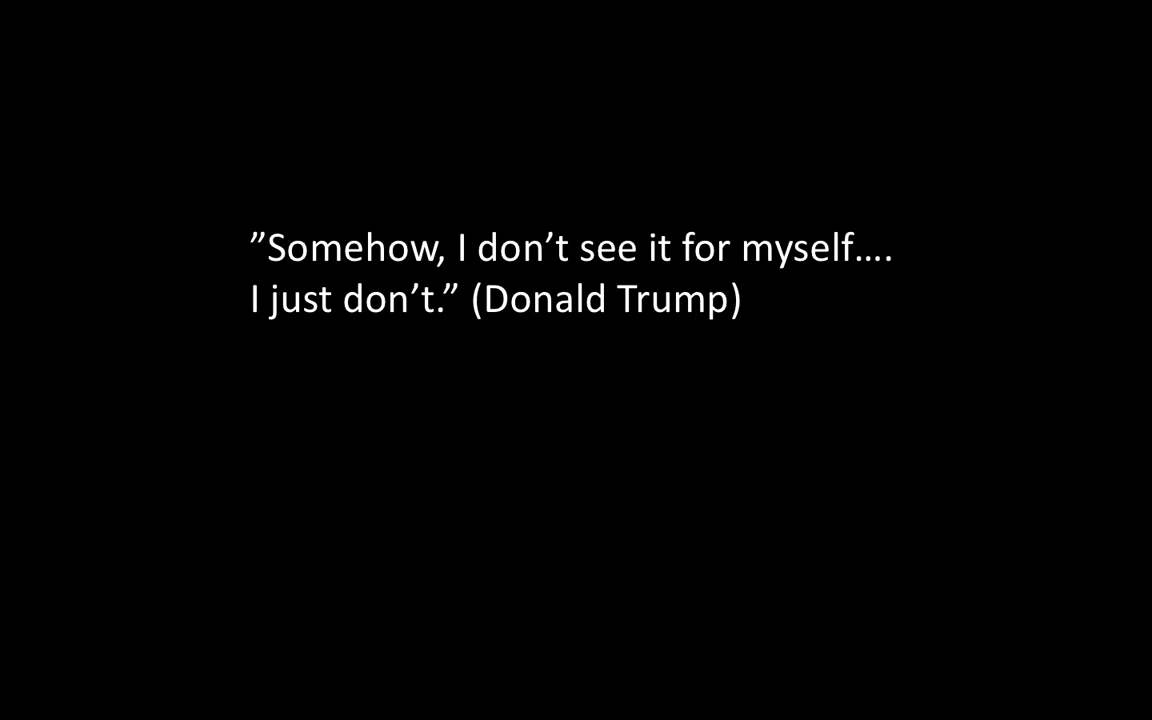 ”Somehow, I don’t see it for myself….
I just don’t.” (Donald Trump)